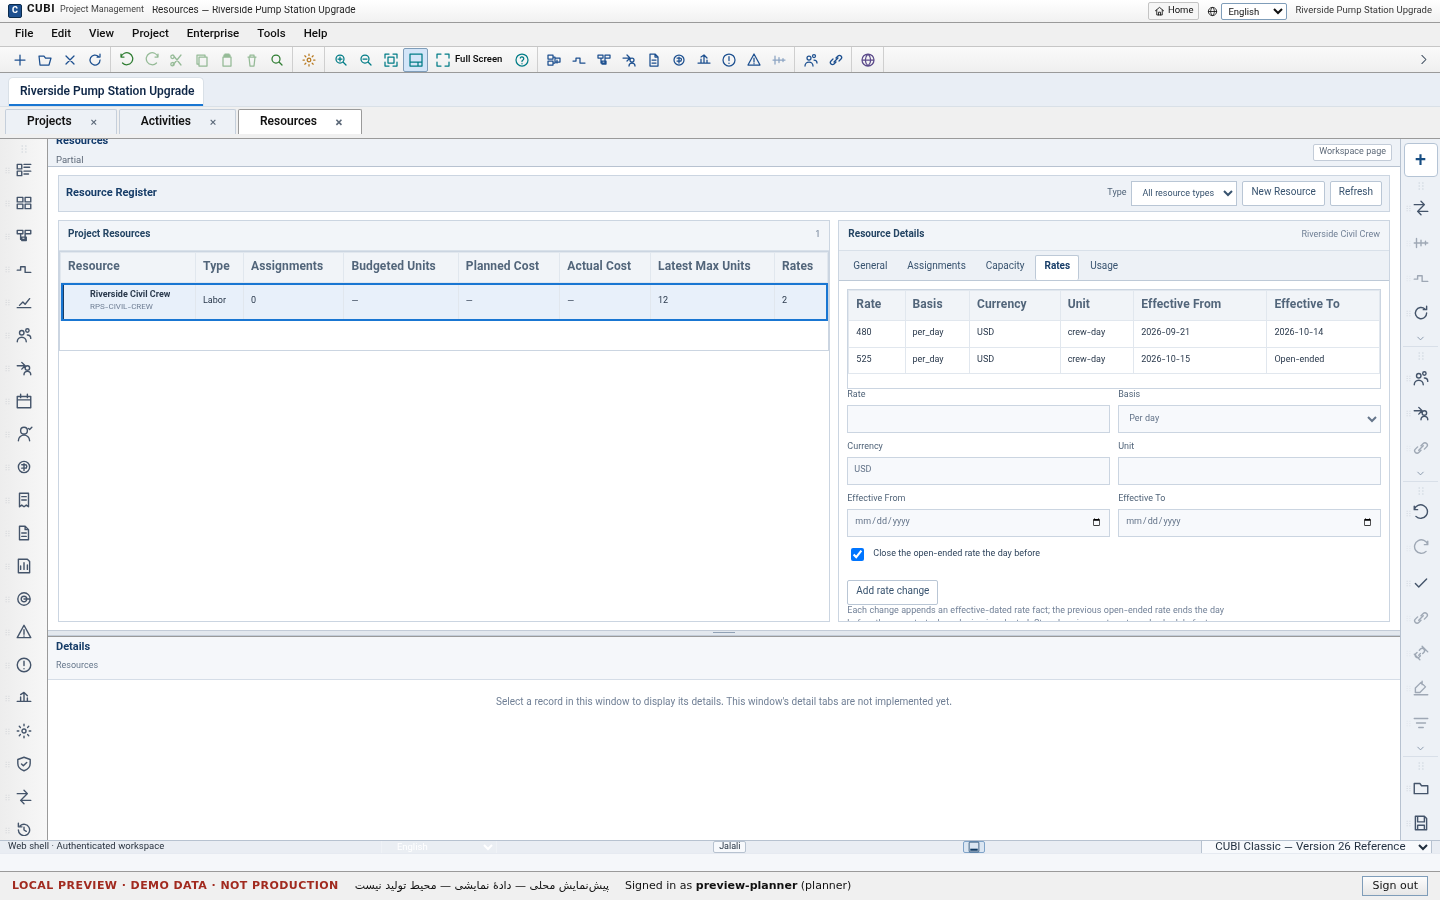 CUBI Project Management Resources — Riverside Pump Station Upgrade Home English Riverside Pump Station Upgrade
File Edit View Project Enterprise Tools Help
Full Screen
Riverside Pump Station Upgrade
Projects × Activities × Resources ×
Resources
Partial
Workspace page
Resource Register Type All resource types New Resource Refresh
Project Resources 1
Resource Type Assignments Budgeted Units Planned Cost Actual Cost Latest Max Units Rates
Riverside Civil Crew Labor 0 — — — 12 2
RPS-CIVIL-CREW
Resource Details Riverside Civil Crew
General Assignments Capacity Rates Usage
Rate Basis Currency Unit Effective From Effective To
480 per_day USD crew-day 2026-09-21 2026-10-14
525 per_day USD crew-day 2026-10-15 Open-ended
Rate Basis
Per day
Currency Unit
USD
Effective From Effective To
mm/dd/yyyy mm/dd/yyyy
Close the open-ended rate the day before
Add rate change
Each change appends an effective-dated rate fact; the previous open-ended rate ends the day
Details
Resources
Select a record in this window to display its details. This window's detail tabs are not implemented yet.
Web shell · Authenticated workspace English Jalali CUBI Classic — Version 26 Reference
LOCAL PREVIEW · DEMO DATA · NOT PRODUCTION پیش‌نمایش محلی — دادهٔ نمایشی — محیط تولید نیست Signed in as preview-planner (planner) Sign out